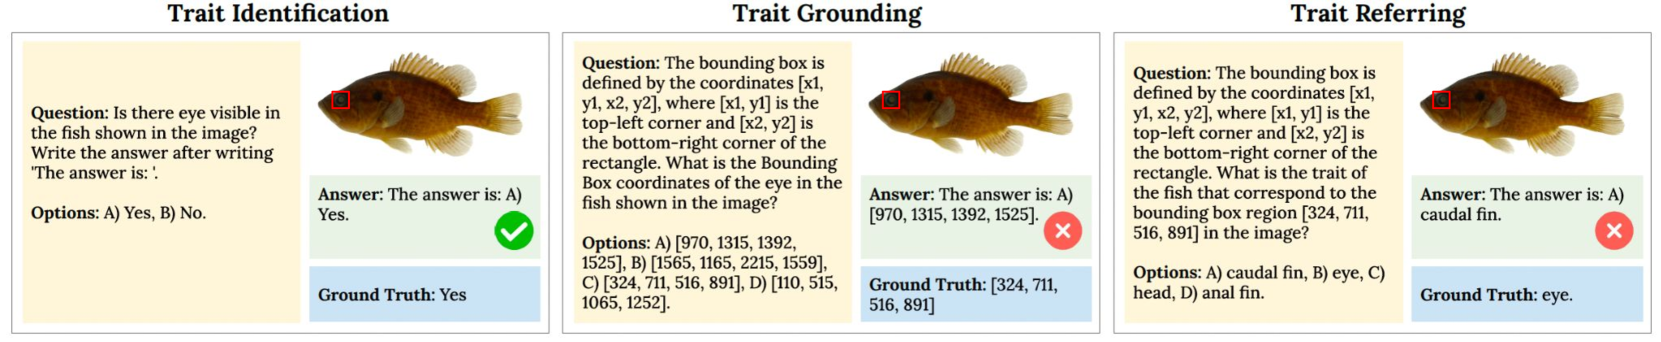 Trait Identification
Question: Is there eye visible in
the fish shown in the image?
Write the answer after writing
'The answer is: '.
Options: A) Yes, B) No.
Answer: The answer is: A)
Yes.
Ground Truth: Yes
Trait Grounding
Question: The bounding box is
defined by the coordinates [x1,
y1, x2, y2], where [x1, y1] is the
top-left corner and [x2, y2] is
the bottom-right corner of the
rectangle. What is the Bounding
Box coordinates of the eye in the
fish shown in the image?
Options: A) [970, 1315, 1392,
1525], B) [1565, 1165, 2215, 1559],
C) [324, 711, 516, 891], D) [110, 515,
1065, 1252].
Answer: The answer is: A)
[970, 1315, 1392, 1525].
Ground Truth: [324, 711,
516, 891]
Trait Referring
Question: The bounding box is
defined by the coordinates [x1,
y1, x2, y2], where [x1, y1] is the
top-left corner and [x2, y2] is
the bottom-right corner of the
rectangle. What is the trait of
the fish that correspond to the
bounding box region [324, 711,
516, 891] in the image?
Options: A) caudal fin, B) eye, C)
head, D) anal fin.
Answer: The answer is: A)
caudal fin.
Ground Truth: eye.